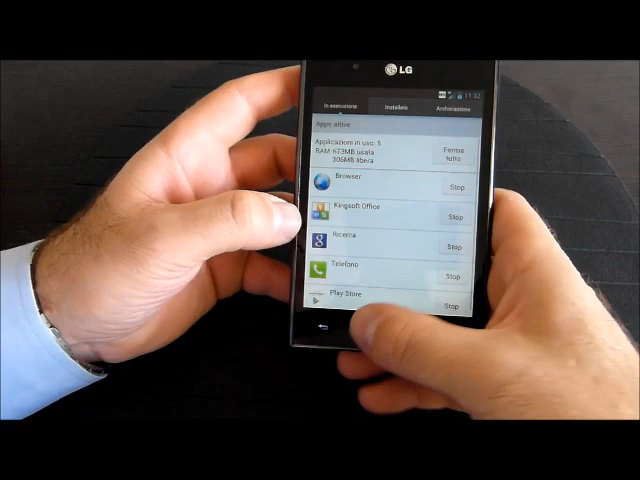 LG
11:32
In esecuzione
Installate
Archiviazione
Apps attive
Applicazioni in uso: 5
RAM:673MB usata
306MB libera
Ferma
tutto
Browser
Stop
Kingsoft Office
Stop
Ricerca
Stop
Telefono
Stop
Play Store
Stop